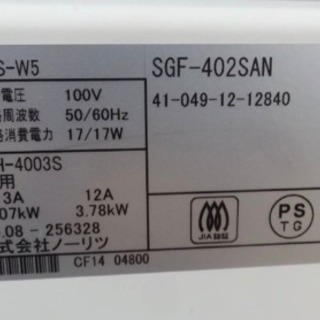 S-W5
SGF-402SAN
電圧 100V
41-049-12-12840
周波数 50/60Hz
消費電力 17/17W
H-4003S
用
3A 12A
07kW 3.78kW
.08-256328
式会社ノーリツ
JIA 認証
PS
TG
CF14 04800